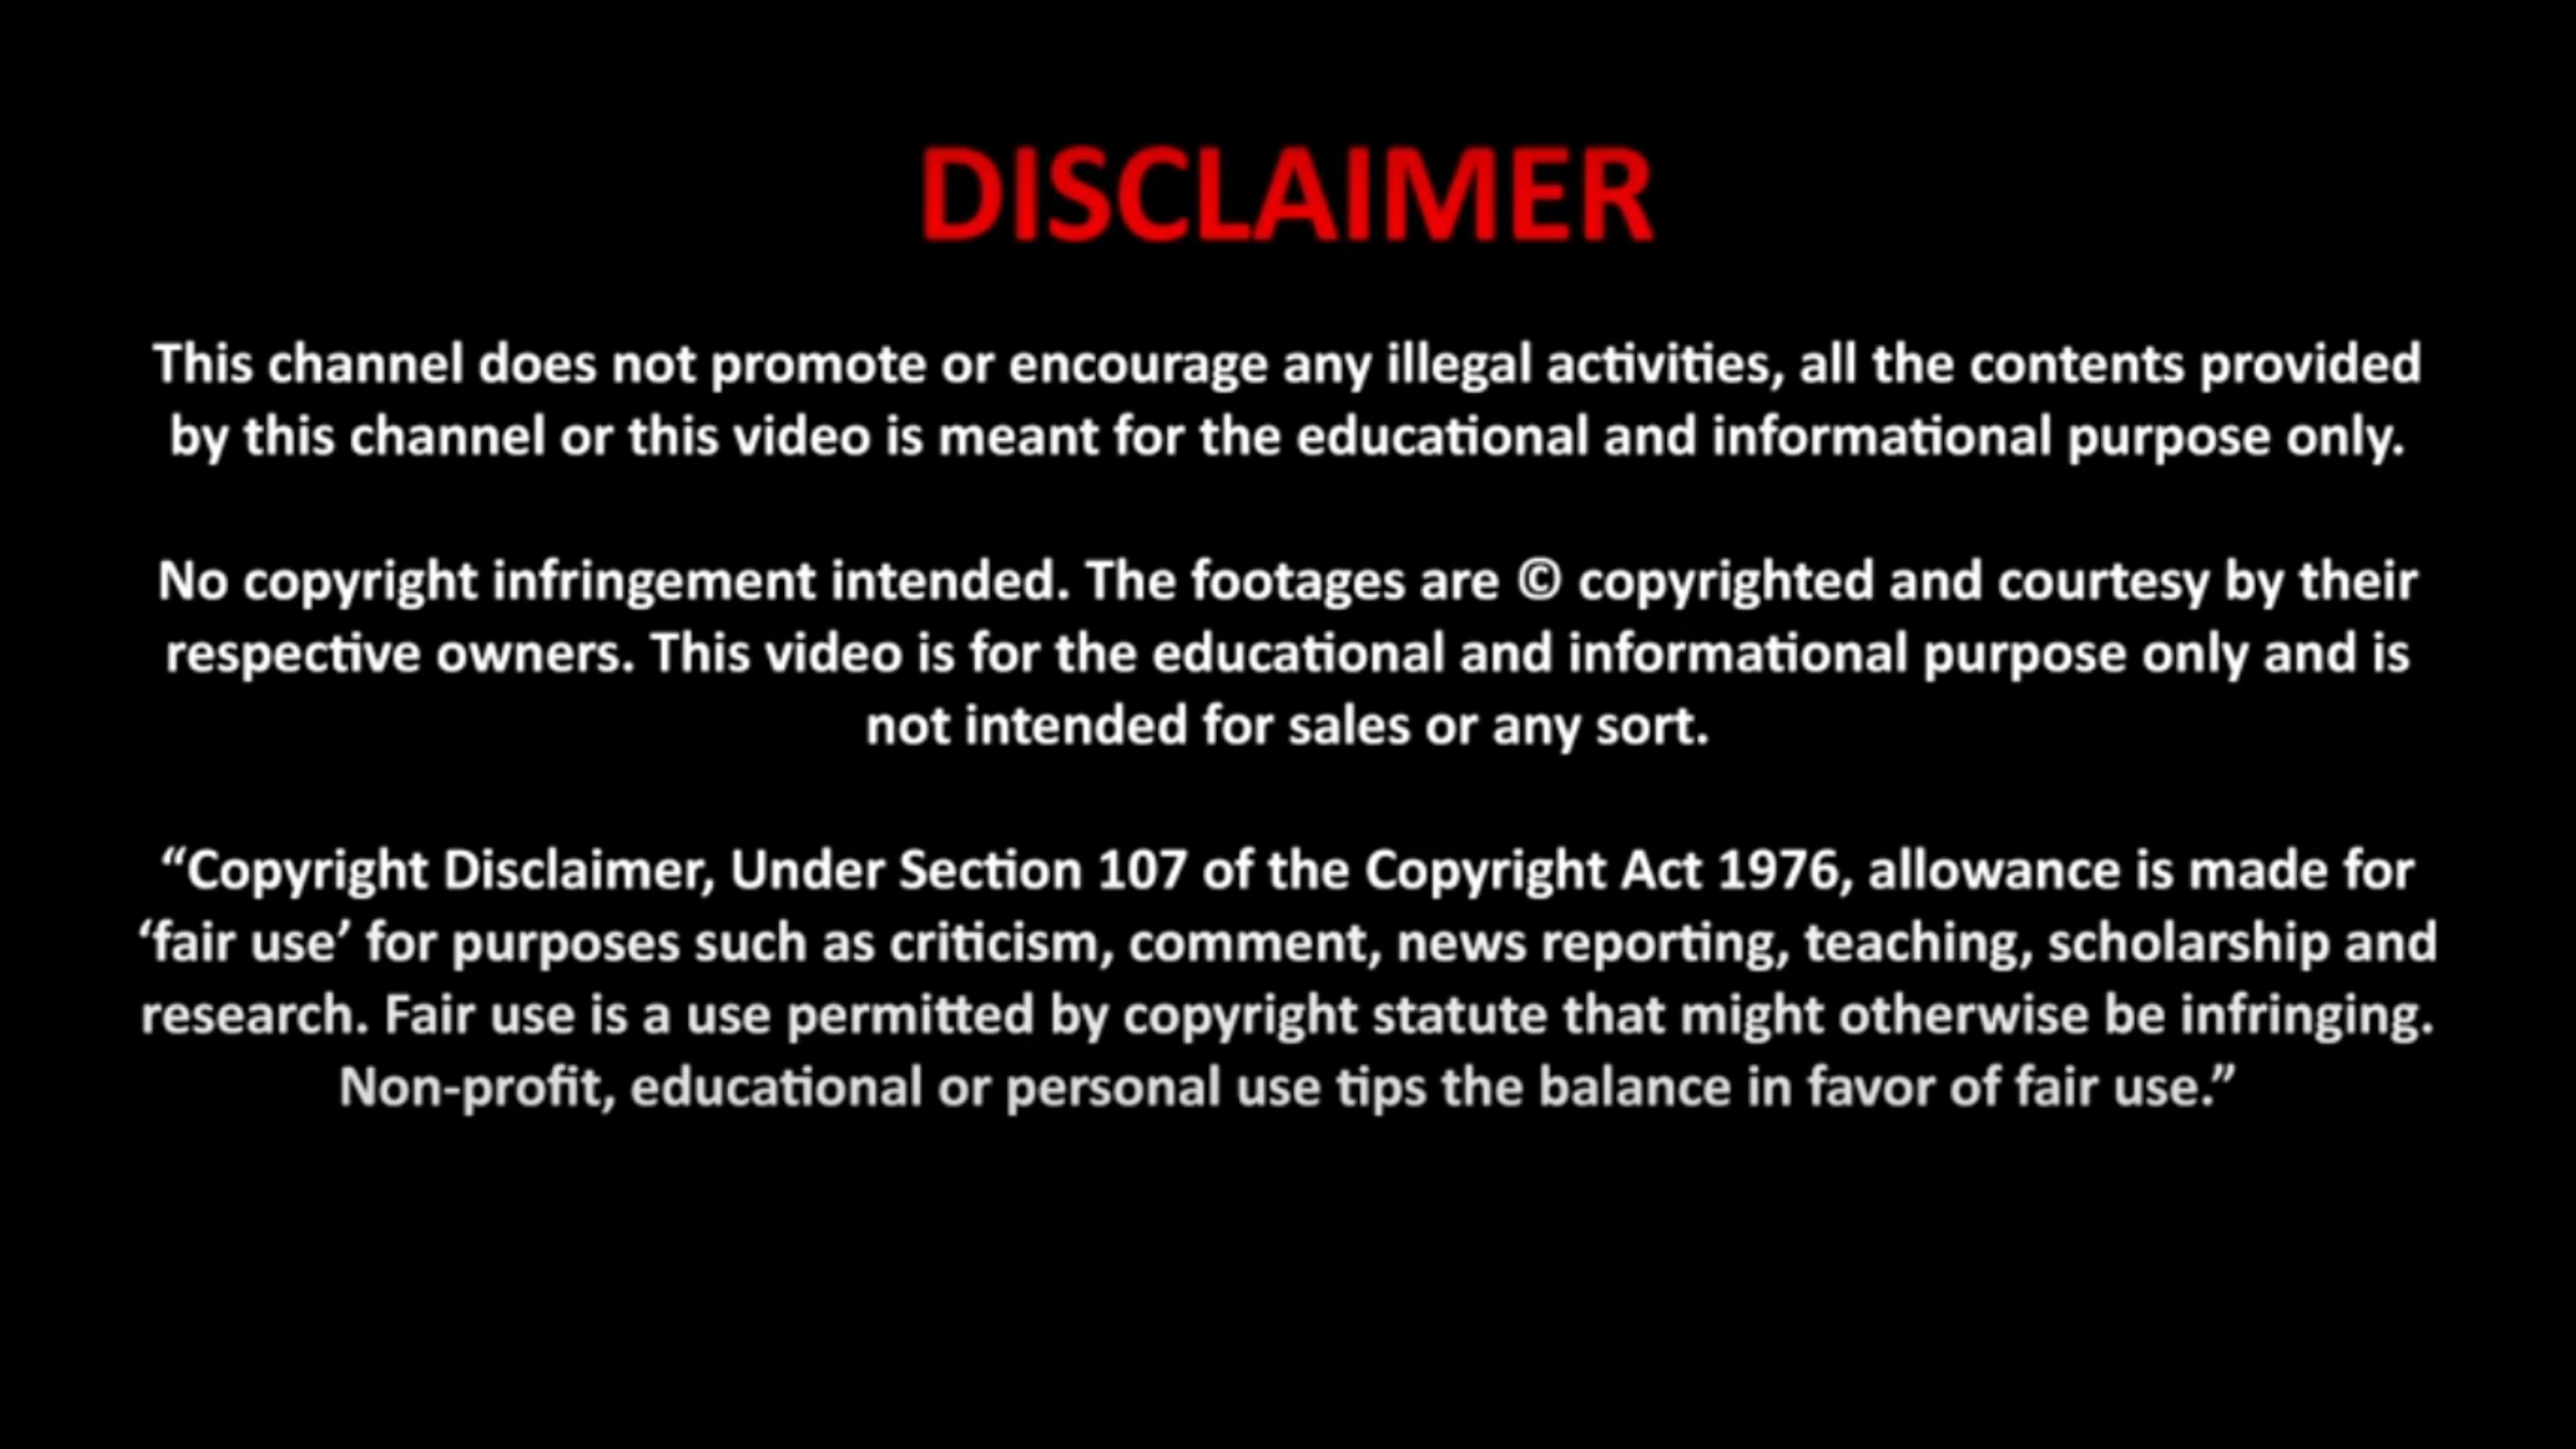 DISCLAIMER
This channel does not promote or encourage any illegal activities, all the contents provided
by this channel or this video is meant for the educational and informational purpose only.
No copyright infringement intended. The footages are © copyrighted and courtesy by their
respective owners. This video is for the educational and informational purpose only and is
not intended for sales or any sort.
“Copyright Disclaimer, Under Section 107 of the Copyright Act 1976, allowance is made for
‘fair use’ for purposes such as criticism, comment, news reporting, teaching, scholarship and
research. Fair use is a use permitted by copyright statute that might otherwise be infringing.
Non-profit, educational or personal use tips the balance in favor of fair use.”